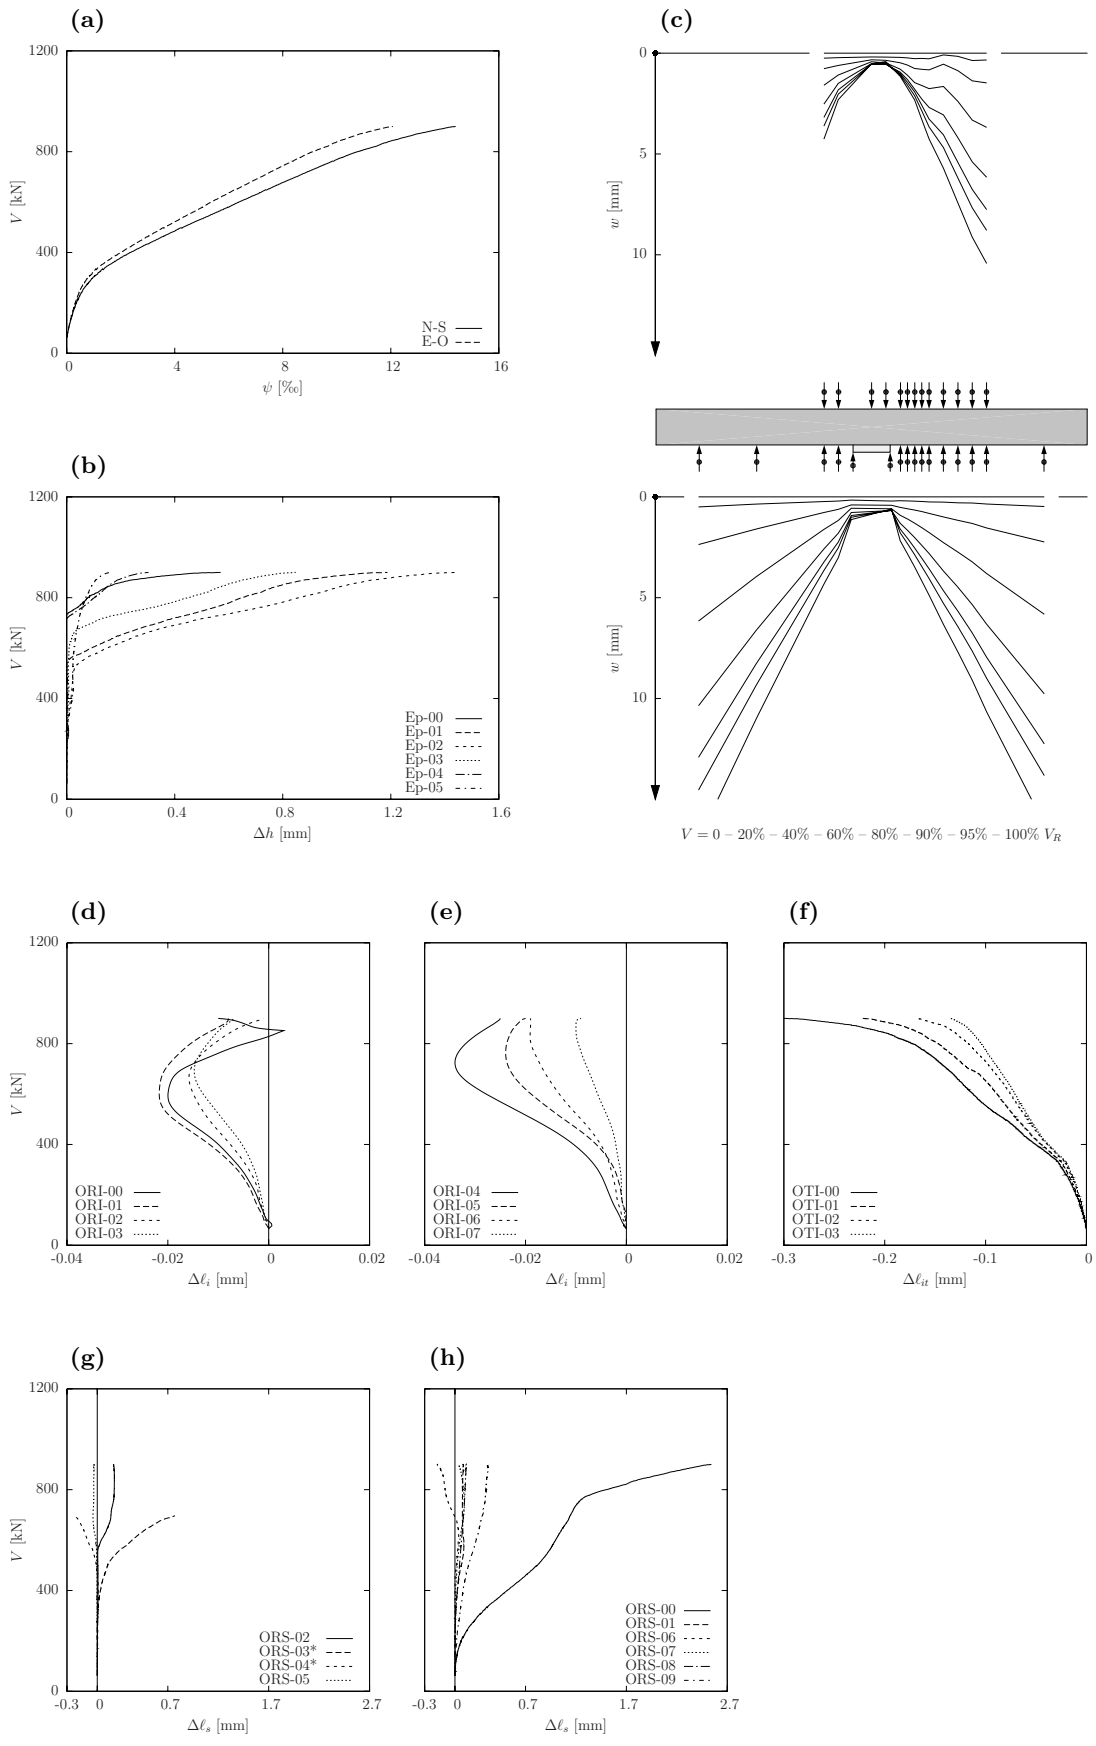 (a)
1200
800
400
0
V [kN]
0 4 8 12 16
ψ [‰]
N-S
E-O
(b)
1200
800
400
0
V [kN]
0 0.4 0.8 1.2 1.6
Δh [mm]
Ep-00
Ep-01
Ep-02
Ep-03
Ep-04
Ep-05
(c)
0
5
10
w [mm]
0
5
10
w [mm]
V = 0 – 20% – 40% – 60% – 80% – 90% – 95% – 100% V_R
(d)
1200
800
400
0
V [kN]
-0.04 -0.02 0 0.02
Δℓ_i [mm]
ORI-00
ORI-01
ORI-02
ORI-03
(e)
-0.04 -0.02 0 0.02
Δℓ_i [mm]
ORI-04
ORI-05
ORI-06
ORI-07
(f)
-0.3 -0.2 -0.1 0
Δℓ_it [mm]
OTI-00
OTI-01
OTI-02
OTI-03
(g)
1200
800
400
0
V [kN]
-0.3 0 0.7 1.7 2.7
Δℓ_s [mm]
ORS-02
ORS-03*
ORS-04*
ORS-05
(h)
-0.3 0 0.7 1.7 2.7
Δℓ_s [mm]
ORS-00
ORS-01
ORS-06
ORS-07
ORS-08
ORS-09